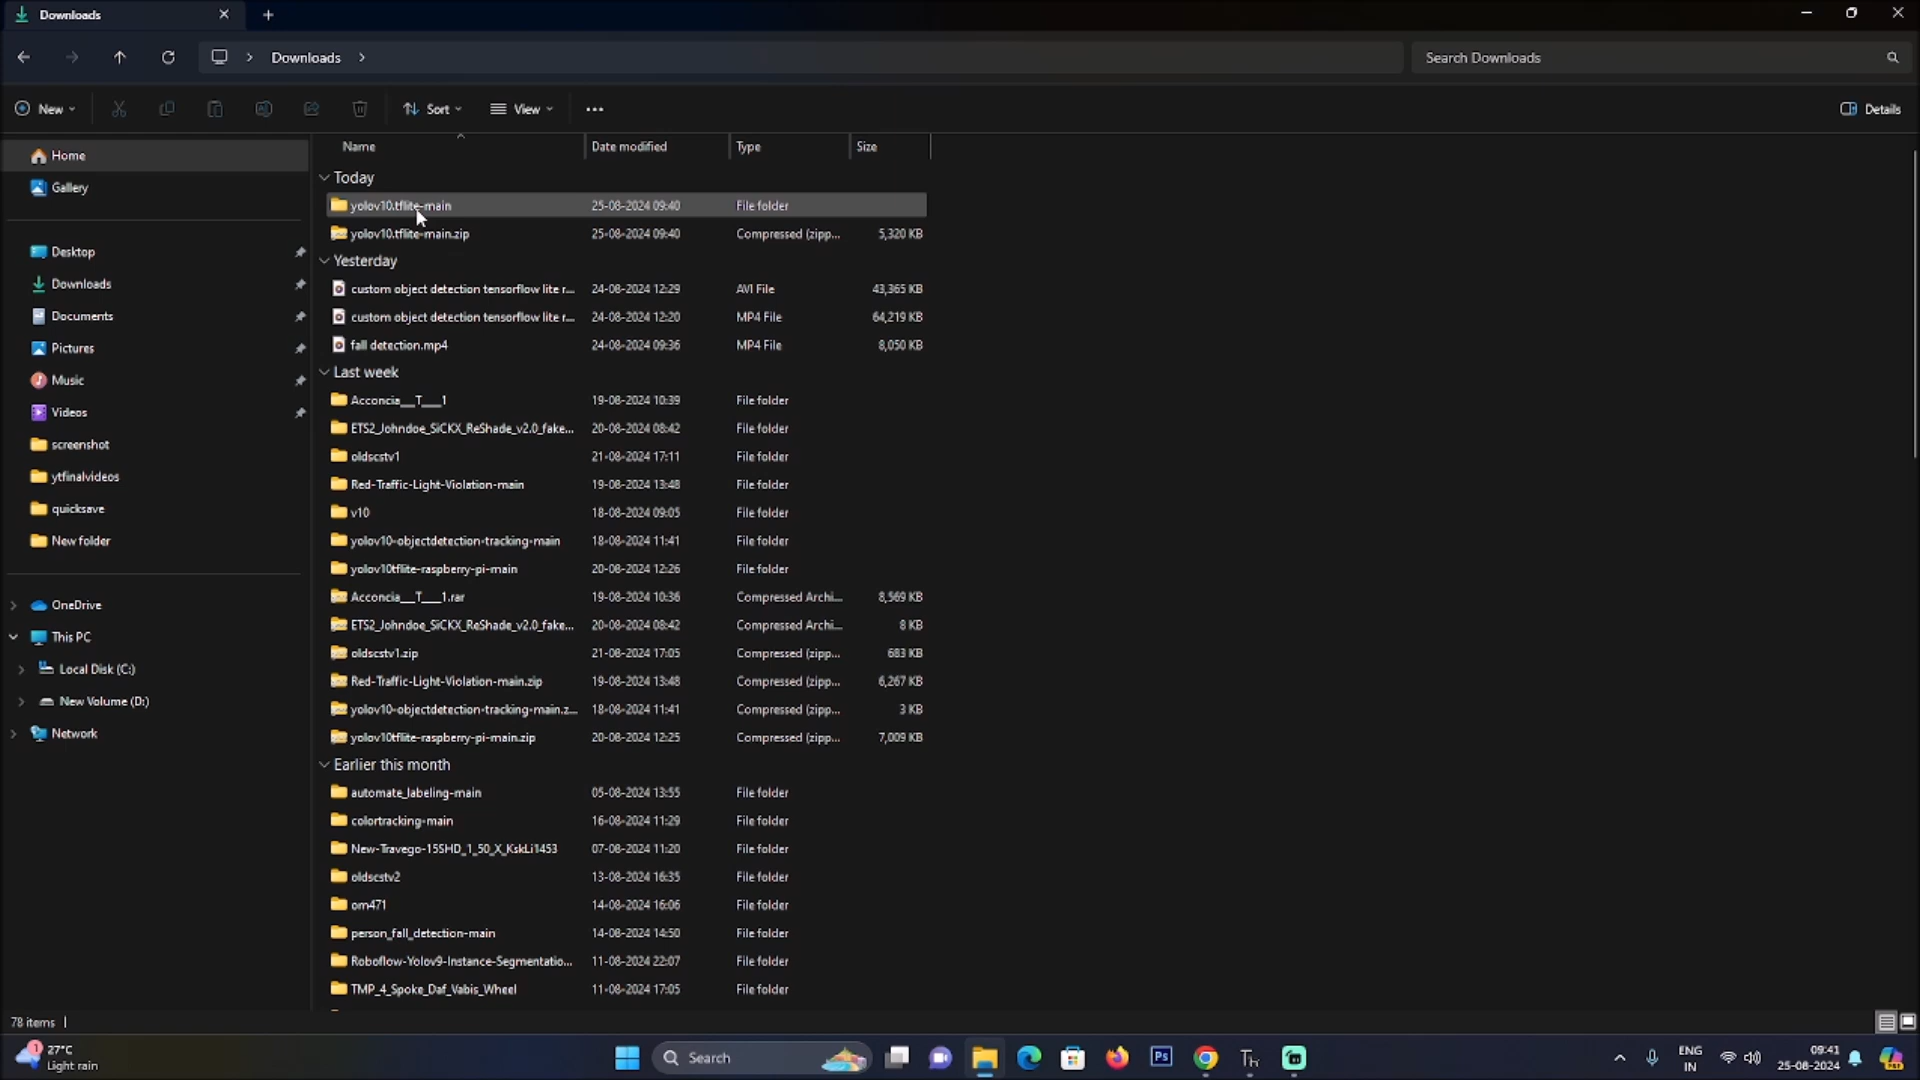 Downloads
Downloads
Search Downloads
New
Sort
View
Details
Home
Gallery
Desktop
Downloads
Documents
Pictures
Music
Videos
screenshot
ytfinalvideos
quicksave
New folder
OneDrive
This PC
Local Disk (C:)
New Volume (D:)
Network
Name Date modified Type Size
Today
yolov10.tflite-main 25-08-2024 09:40 File folder
yolov10.tflite-main.zip 25-08-2024 09:40 Compressed (zipp... 5,320 KB
Yesterday
custom object detection tensorflow lite r... 24-08-2024 12:29 AVI File 43,365 KB
custom object detection tensorflow lite r... 24-08-2024 12:20 MP4 File 64,219 KB
fall detection.mp4 24-08-2024 09:36 MP4 File 8,050 KB
Last week
Acconcia__T___1 19-08-2024 10:39 File folder
ETS2_Johndoe_SiCKX_ReShade_v2.0_fake... 20-08-2024 08:42 File folder
oldscstv1 21-08-2024 17:11 File folder
Red-Traffic-Light-Violation-main 19-08-2024 13:48 File folder
v10 18-08-2024 09:05 File folder
yolov10-objectdetection-tracking-main 18-08-2024 11:41 File folder
yolov10tflite-raspberry-pi-main 20-08-2024 12:26 File folder
Acconcia__T___1.rar 19-08-2024 10:36 Compressed Archi... 8,569 KB
ETS2_Johndoe_SiCKX_ReShade_v2.0_fake... 20-08-2024 08:42 Compressed Archi... 8 KB
oldscstv1.zip 21-08-2024 17:05 Compressed (zipp... 683 KB
Red-Traffic-Light-Violation-main.zip 19-08-2024 13:48 Compressed (zipp... 6,267 KB
yolov10-objectdetection-tracking-main.z... 18-08-2024 11:41 Compressed (zipp... 3 KB
yolov10tflite-raspberry-pi-main.zip 20-08-2024 12:25 Compressed (zipp... 7,009 KB
Earlier this month
automate_labeling-main 05-08-2024 13:55 File folder
colortracking-main 16-08-2024 11:29 File folder
New-Travego-15SHD_1_50_X_KskLi1453 07-08-2024 11:20 File folder
oldscstv2 13-08-2024 16:35 File folder
om471 14-08-2024 16:06 File folder
person_fall_detection-main 14-08-2024 14:50 File folder
Roboflow-Yolov9-Instance-Segmentatio... 11-08-2024 22:07 File folder
TMP_4_Spoke_Daf_Vabis_Wheel 11-08-2024 17:05 File folder
78 items
1
27°C
Light rain
Search
Ps
ENG
IN
09:41
25-08-2024